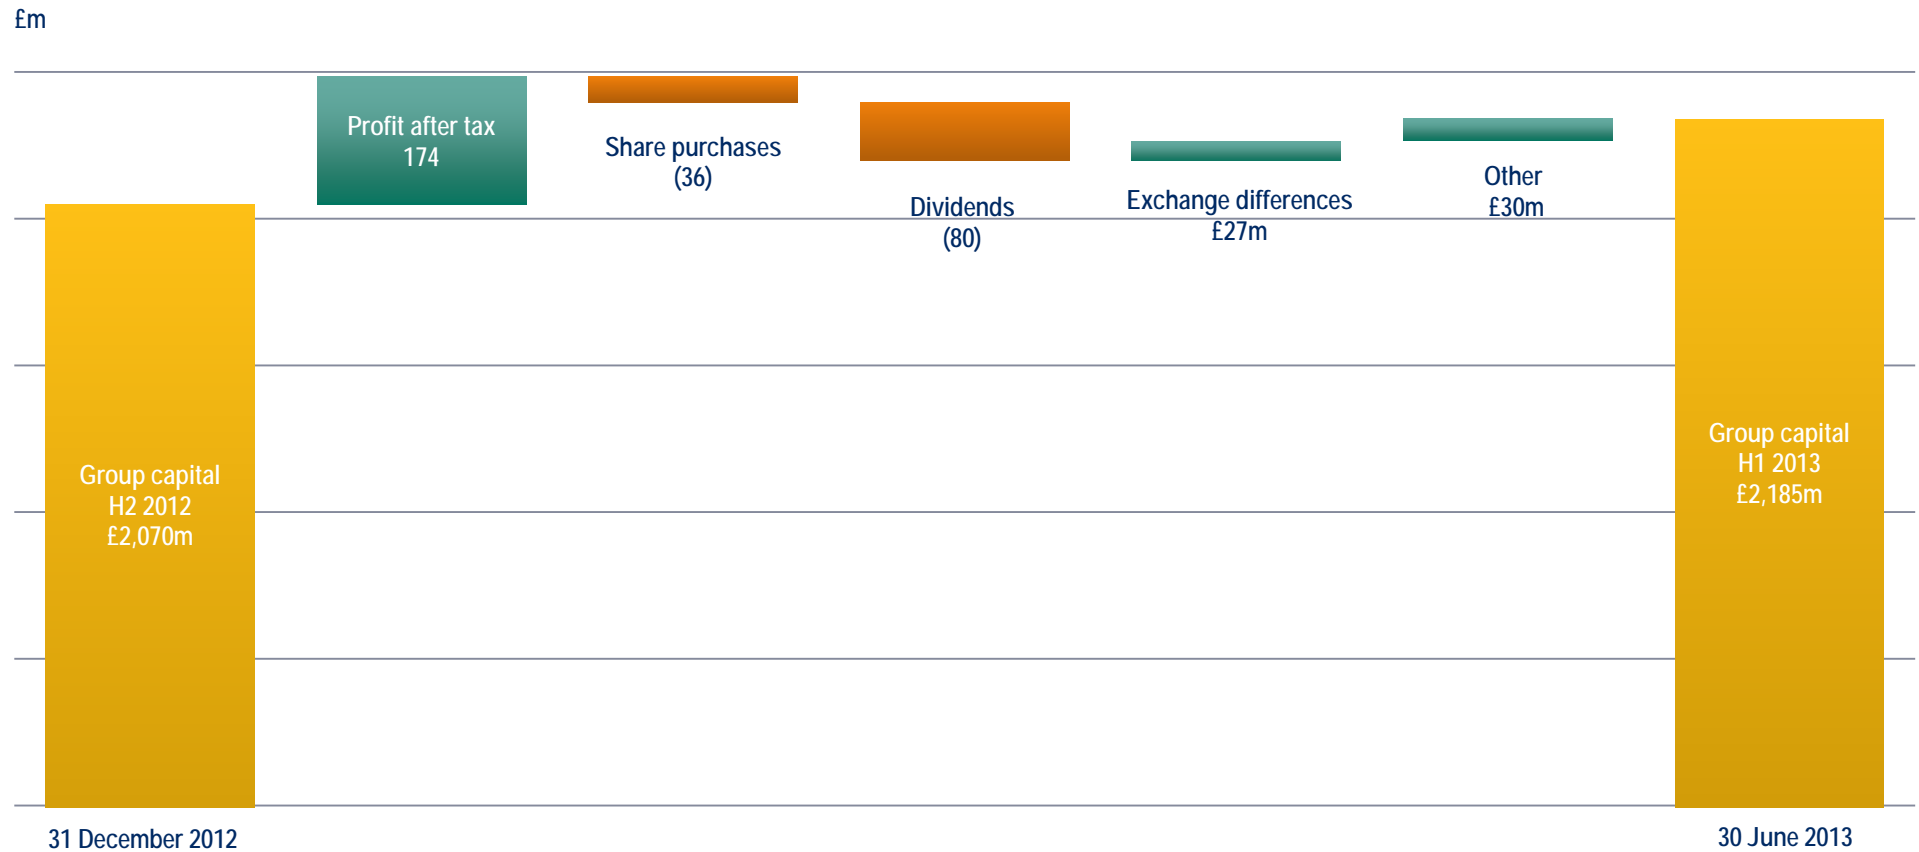 £m
Profit after tax
174
Share purchases
(36)
Dividends
(80)
Exchange differences
£27m
Other
£30m
Group capital
H2 2012
£2,070m
Group capital
H1 2013
£2,185m
31 December 2012
30 June 2013